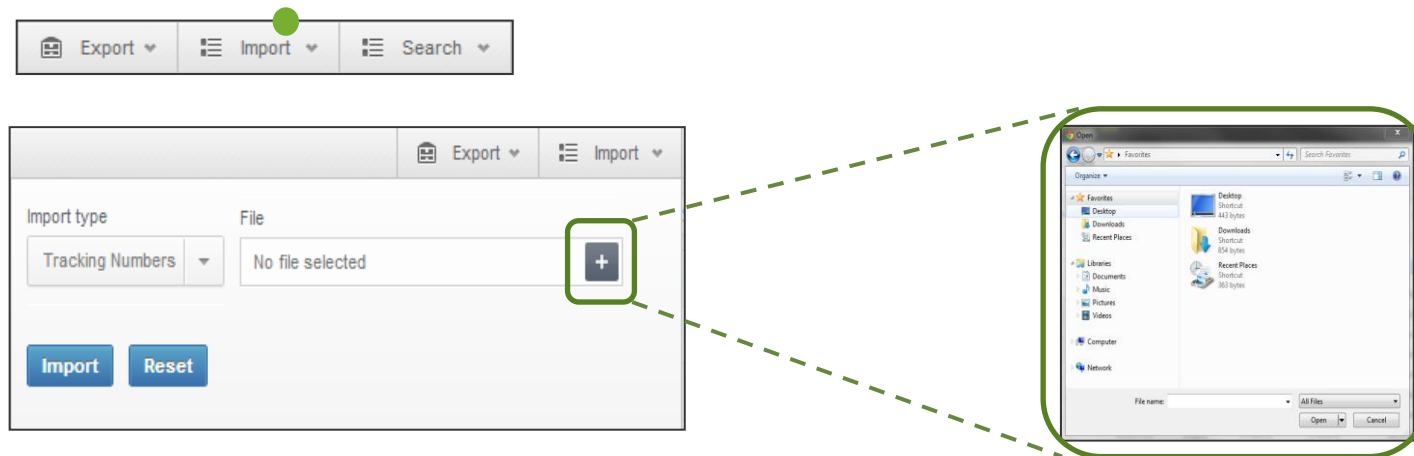 Export Import Search
Export Import
Import type File
Tracking Numbers No file selected +
Import Reset
Open x
Favorites Search Favorites
Organize
Favorites
Desktop
Downloads
Recent Places
Libraries
Documents
Music
Pictures
Videos
Computer
Network
Desktop
Shortcut
443 bytes
Downloads
Shortcut
854 bytes
Recent Places
Shortcut
363 bytes
File name: All Files
Open Cancel